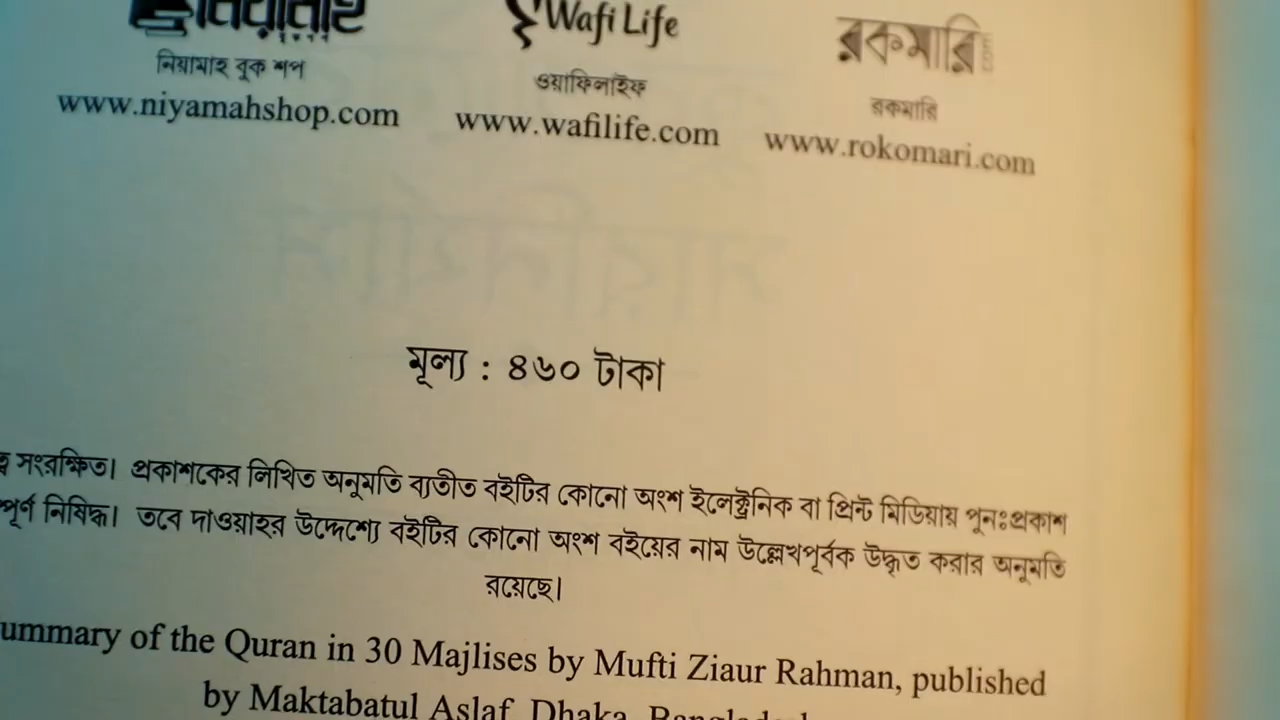 নিয়ামাহ
Wafi Life
রকমারি
নিয়ামাহ বুক শপ
ওয়াফিলাইফ
রকমারি
www.niyamahshop.com
www.wafilife.com
www.rokomari.com
মূল্য : ৪৬০ টাকা
সংরক্ষিত। প্রকাশকের লিখিত অনুমতি ব্যতীত বইটির কোনো অংশ ইলেক্ট্রনিক বা প্রিন্ট মিডিয়ায় পুনঃপ্রকাশ
নিষিদ্ধ। তবে দাওয়াহর উদ্দেশ্যে বইটির কোনো অংশ বইয়ের নাম উল্লেখপূর্বক উদ্ধৃত করার অনুমতি
রয়েছে।
ummary of the Quran in 30 Majlises by Mufti Ziaur Rahman, published
by Maktabatul Aslaf, Dhaka, Bangladesh